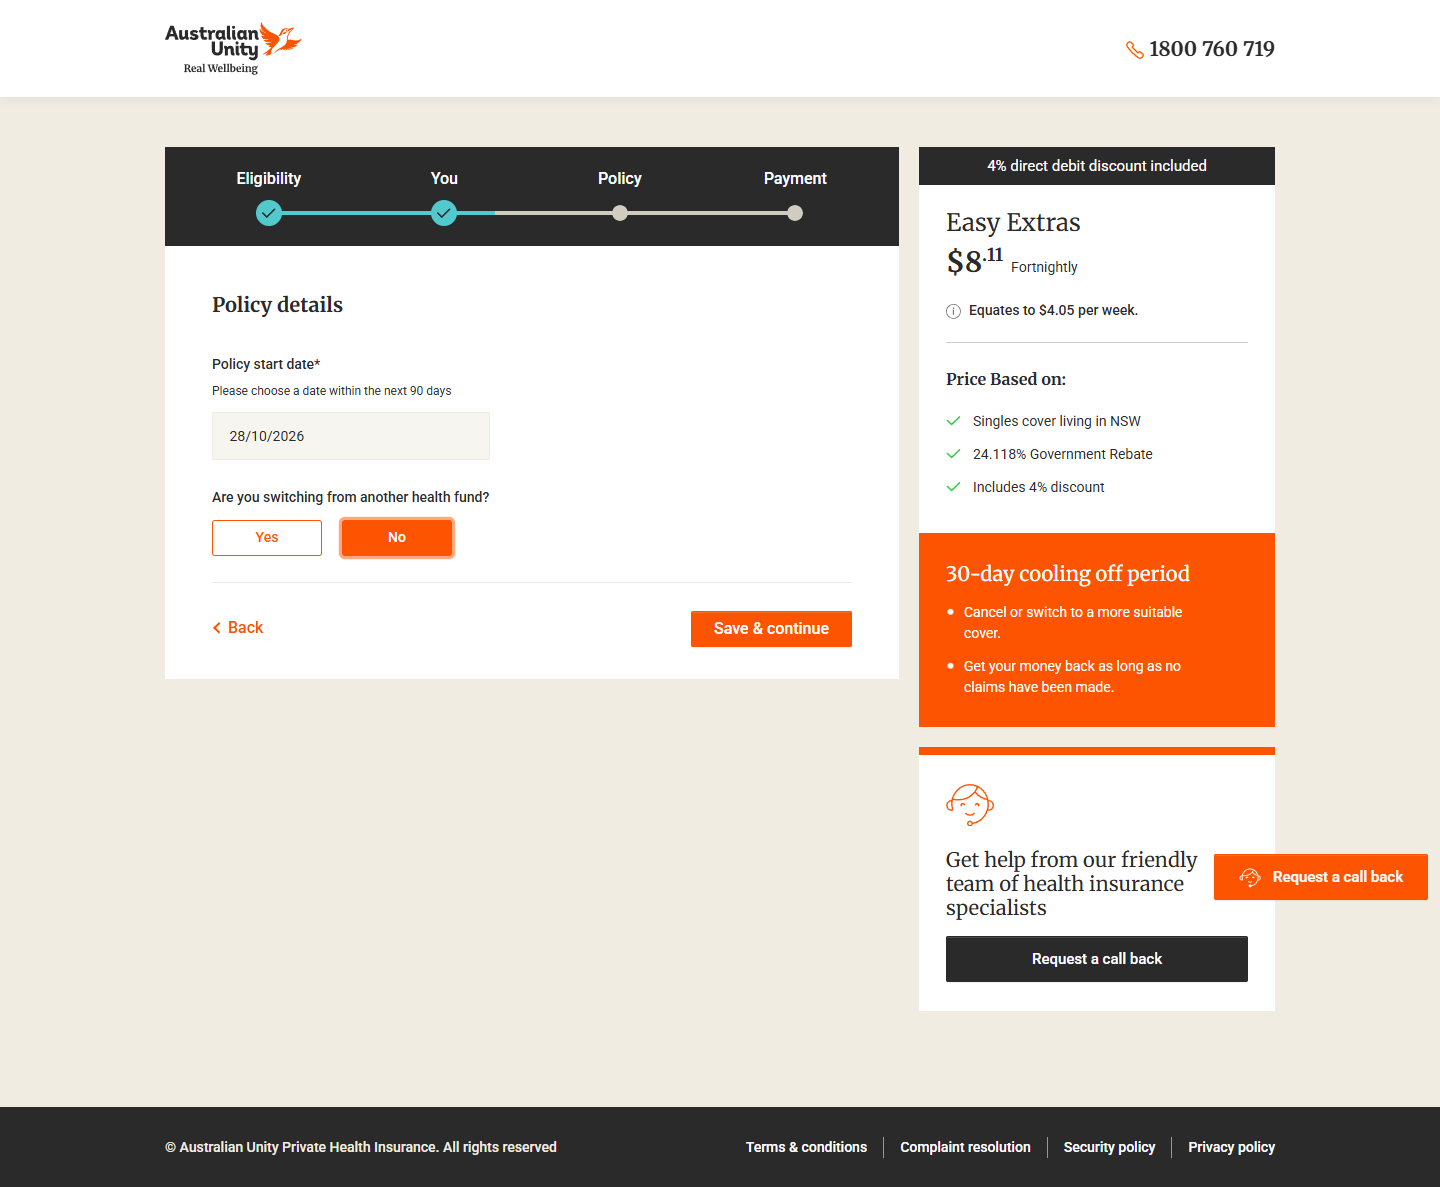 Australian
Unity
Real Wellbeing
1800 760 719
Eligibility
You
Policy
Payment
Policy details
Policy start date*
Please choose a date within the next 90 days
28/10/2026
Are you switching from another health fund?
Yes
No
Back
Save & continue
4% direct debit discount included
Easy Extras
$8.11 Fortnightly
Equates to $4.05 per week.
Price Based on:
Singles cover living in NSW
24.118% Government Rebate
Includes 4% discount
30-day cooling off period
Cancel or switch to a more suitable
cover.
Get your money back as long as no
claims have been made.
Get help from our friendly
team of health insurance
specialists
Request a call back
Request a call back
© Australian Unity Private Health Insurance. All rights reserved
Terms & conditions
Complaint resolution
Security policy
Privacy policy